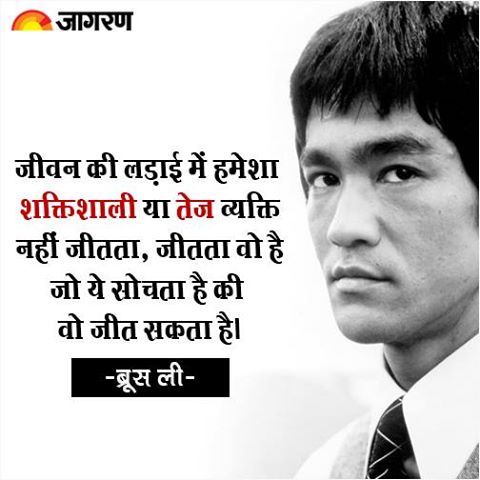 जागरण
जीवन की लड़ाई में हमेशा
शक्तिशाली या तेज व्यक्ति
नहीं जीतता, जीतता वो है
जो ये सोचता है की
वो जीत सकता है।
-ब्रूस ली-